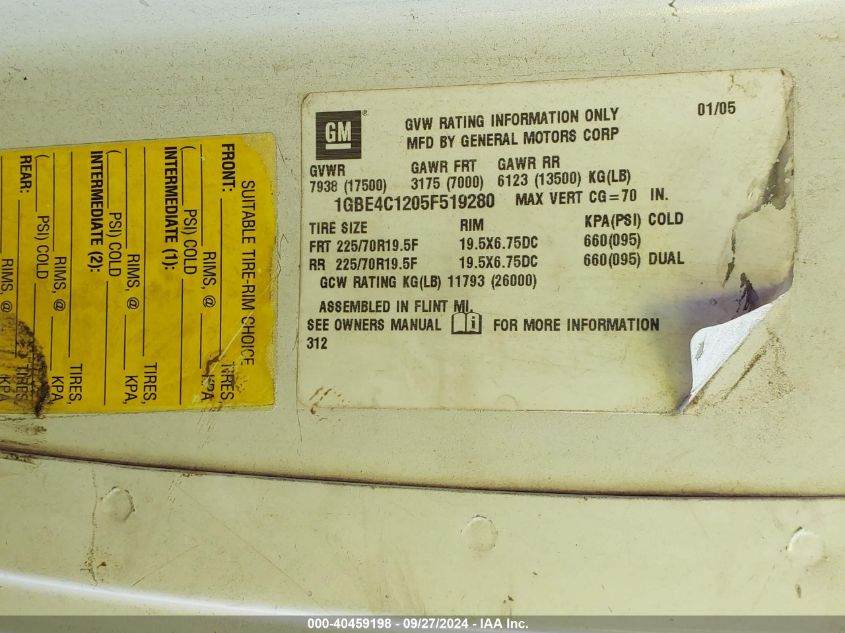 GM
®
GVW RATING INFORMATION ONLY
01/05
MFD BY GENERAL MOTORS CORP
GVWR GAWR FRT GAWR RR
7938 (17500) 3175 (7000) 6123 (13500) KG(LB)
1GBE4C1205F519280 MAX VERT CG=70 IN.
TIRE SIZE RIM KPA(PSI) COLD
FRT 225/70R19.5F 19.5X6.75DC 660(095)
RR 225/70R19.5F 19.5X6.75DC 660(095) DUAL
GCW RATING KG(LB) 11793 (26000)
ASSEMBLED IN FLINT MI.
SEE OWNERS MANUAL i FOR MORE INFORMATION
312
SUITABLE TIRE-RIM CHOICE
FRONT: TIRES,
RIMS, @ KPA,
( PSI) COLD
INTERMEDIATE (1): TIRES,
RIMS, @ KPA,
( PSI) COLD
INTERMEDIATE (2): TIRES,
RIMS, @ KPA,
( PSI) COLD
REAR: TIRES,
RIMS, @ KPA,
000-40459198 - 09/27/2024 - IAA Inc.